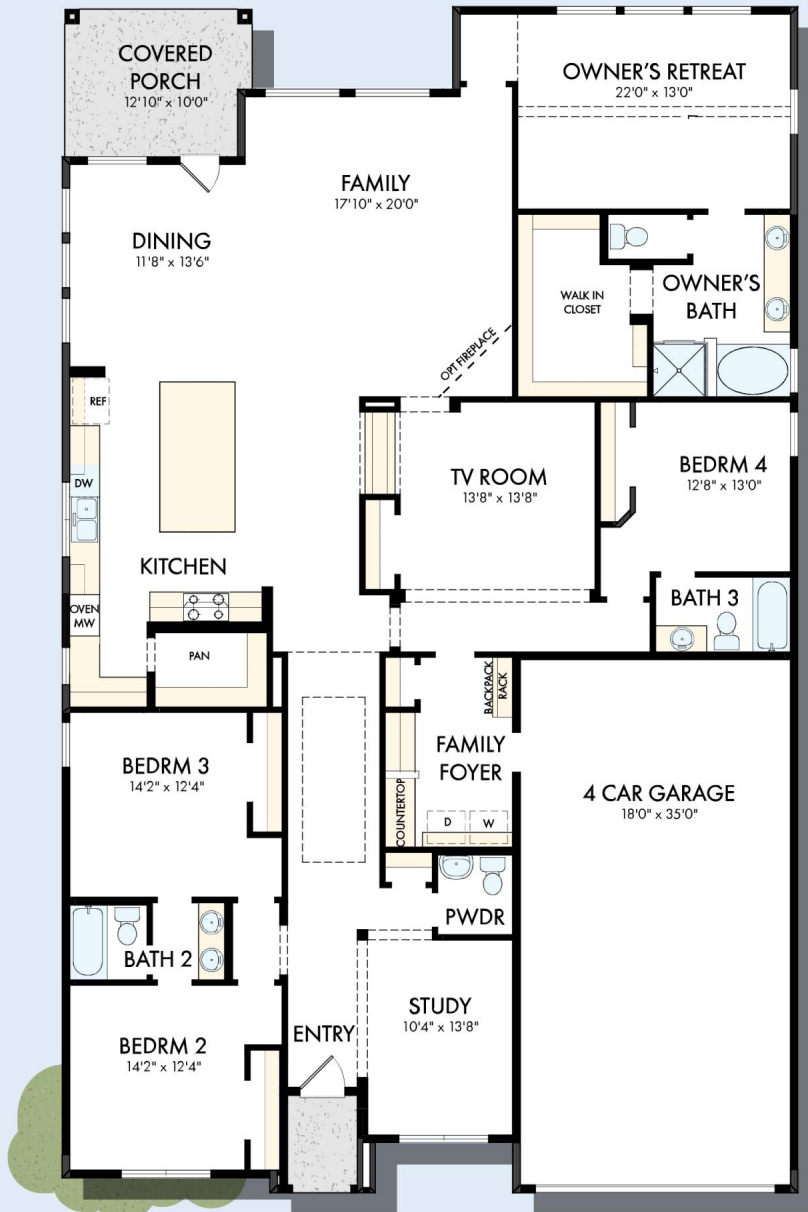 COVERED
PORCH
12'10" x 10'0"
OWNER'S RETREAT
22'0" x 13'0"
FAMILY
17'10" x 20'0"
DINING
11'8" x 13'6"
WALK IN
CLOSET
OWNER'S
BATH
OPT FIREPLACE
REF
DW
TV ROOM
13'8" x 13'8"
BEDRM 4
12'8" x 13'0"
KITCHEN
OVEN
MW
BATH 3
PAN
BACKPACK
RACK
FAMILY
FOYER
BEDRM 3
14'2" x 12'4"
COUNTERTOP
D
W
4 CAR GARAGE
18'0" x 35'0"
PWDR
BATH 2
STUDY
10'4" x 13'8"
ENTRY
BEDRM 2
14'2" x 12'4"